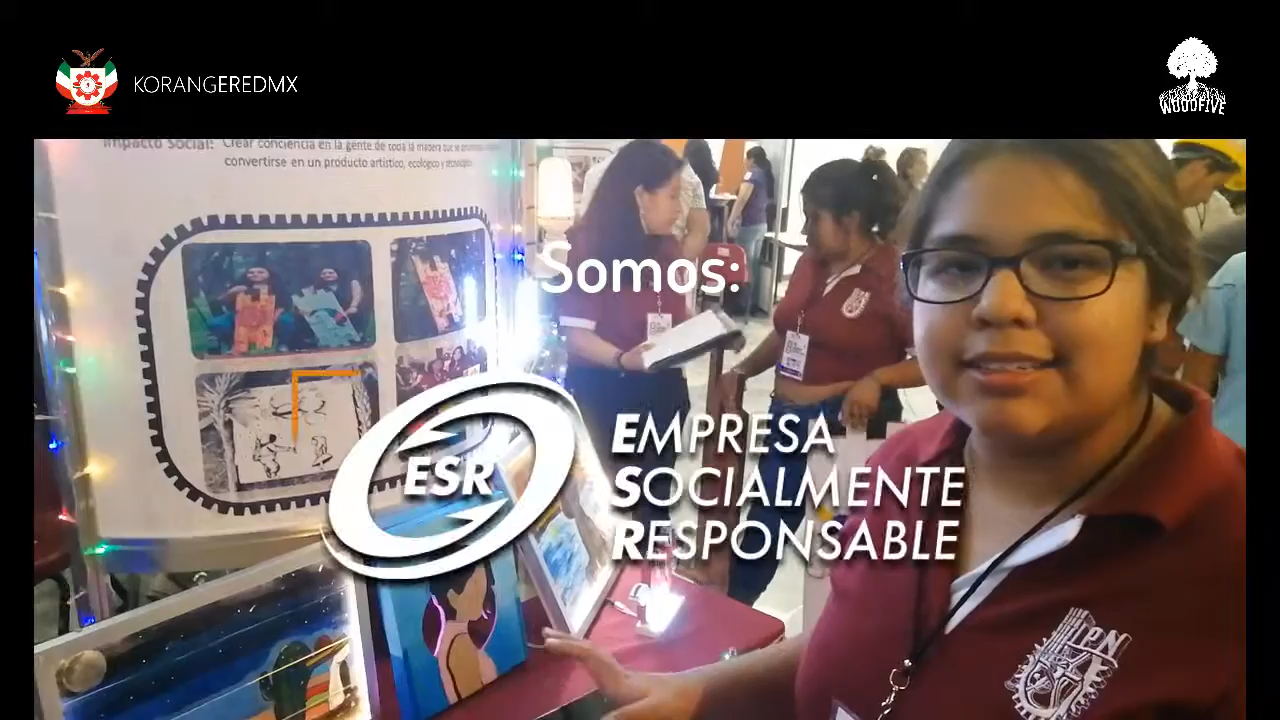 KORANGEREDMX
WOODFIVE
Impacto Social: Crear conciencia en la gente de toda la madera que se
convertirse en un producto artístico, ecológico y
Somos:
ESR
EMPRESA
SOCIALMENTE
RESPONSABLE
IPN